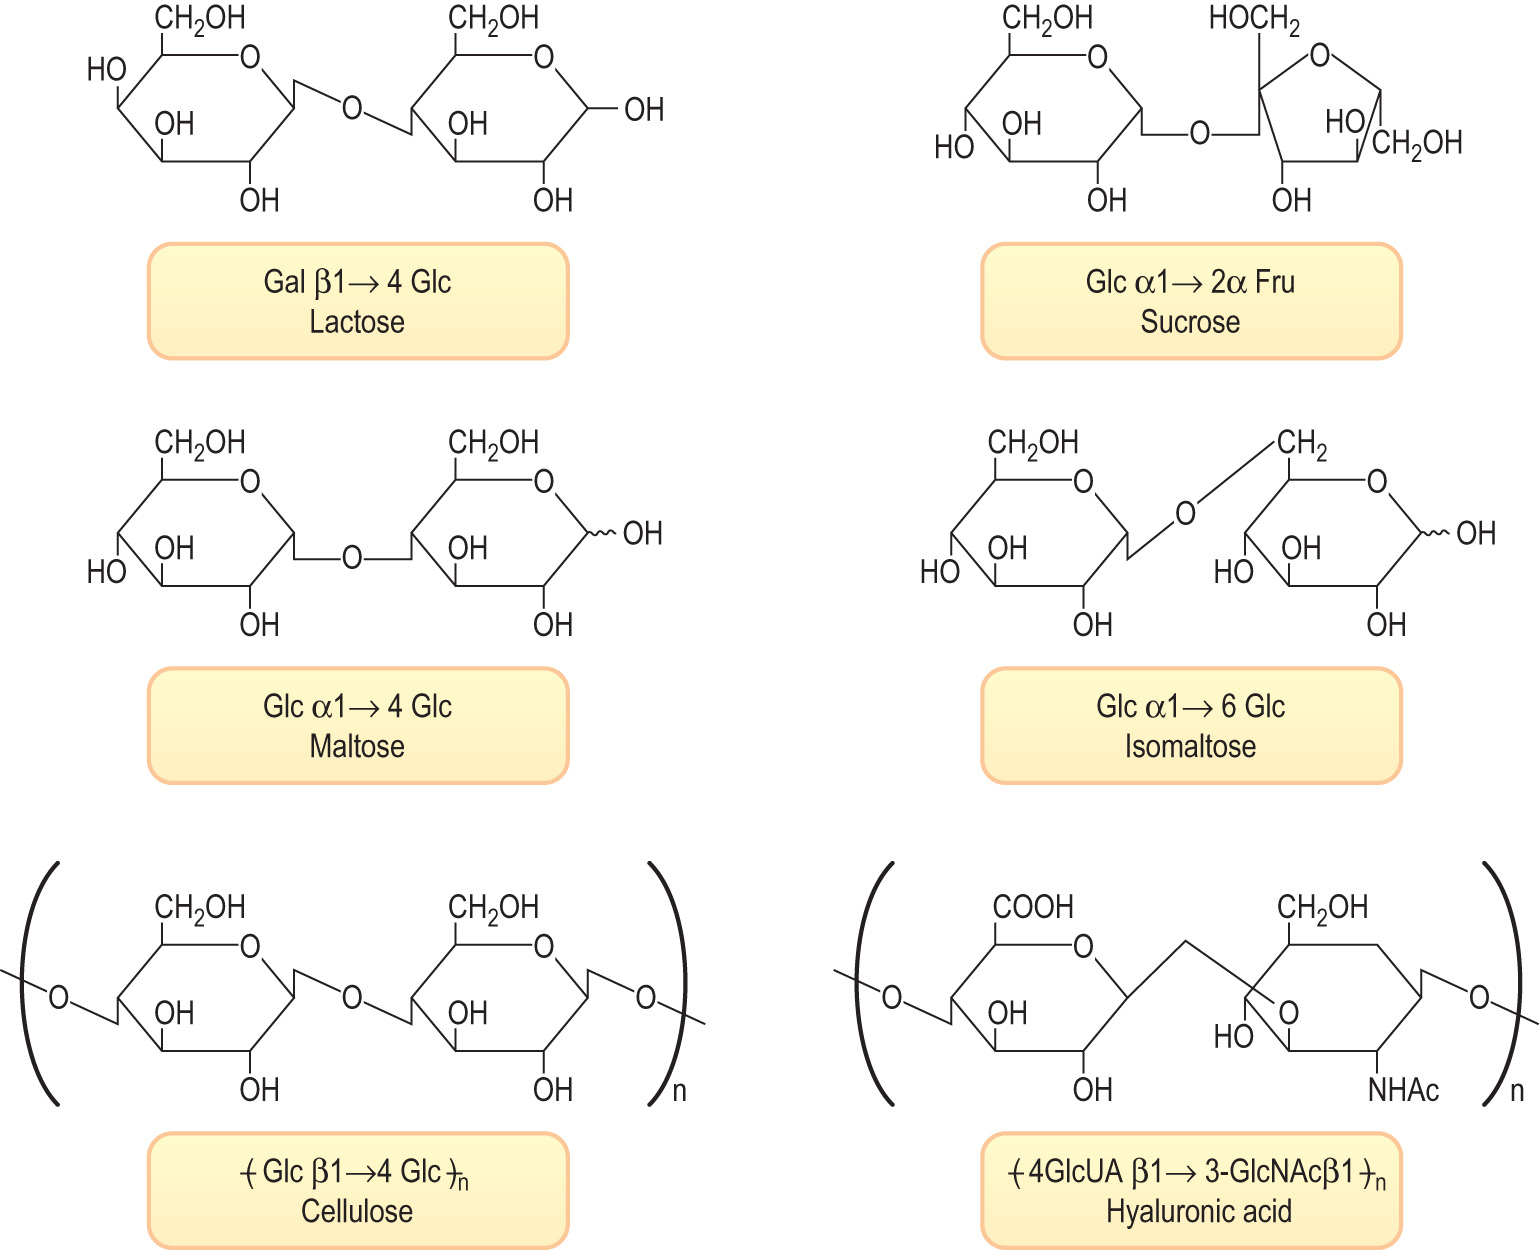 CH2OH
CH2OH
HO
O
O
OH
OH
O
OH
OH
OH
Gal β1→ 4 Glc
Lactose
CH2OH
HOCH2
O
O
HO
OH
O
HO
CH2OH
OH
OH
Glc α1→ 2α Fru
Sucrose
CH2OH
CH2OH
O
O
HO
OH
O
OH
OH
OH
OH
Glc α1→ 4 Glc
Maltose
CH2OH
CH2
O
O
O
HO
OH
HO
OH
OH
OH
OH
Glc α1→ 6 Glc
Isomaltose
CH2OH
CH2OH
O
O
O
OH
O
OH
O
OH
OH
n
( Glc β1→4 Glc )n
Cellulose
COOH
CH2OH
O
O
OH
O
HO
O
OH
NHAc
n
( 4GlcUA β1→ 3-GlcNAcβ1 )n
Hyaluronic acid